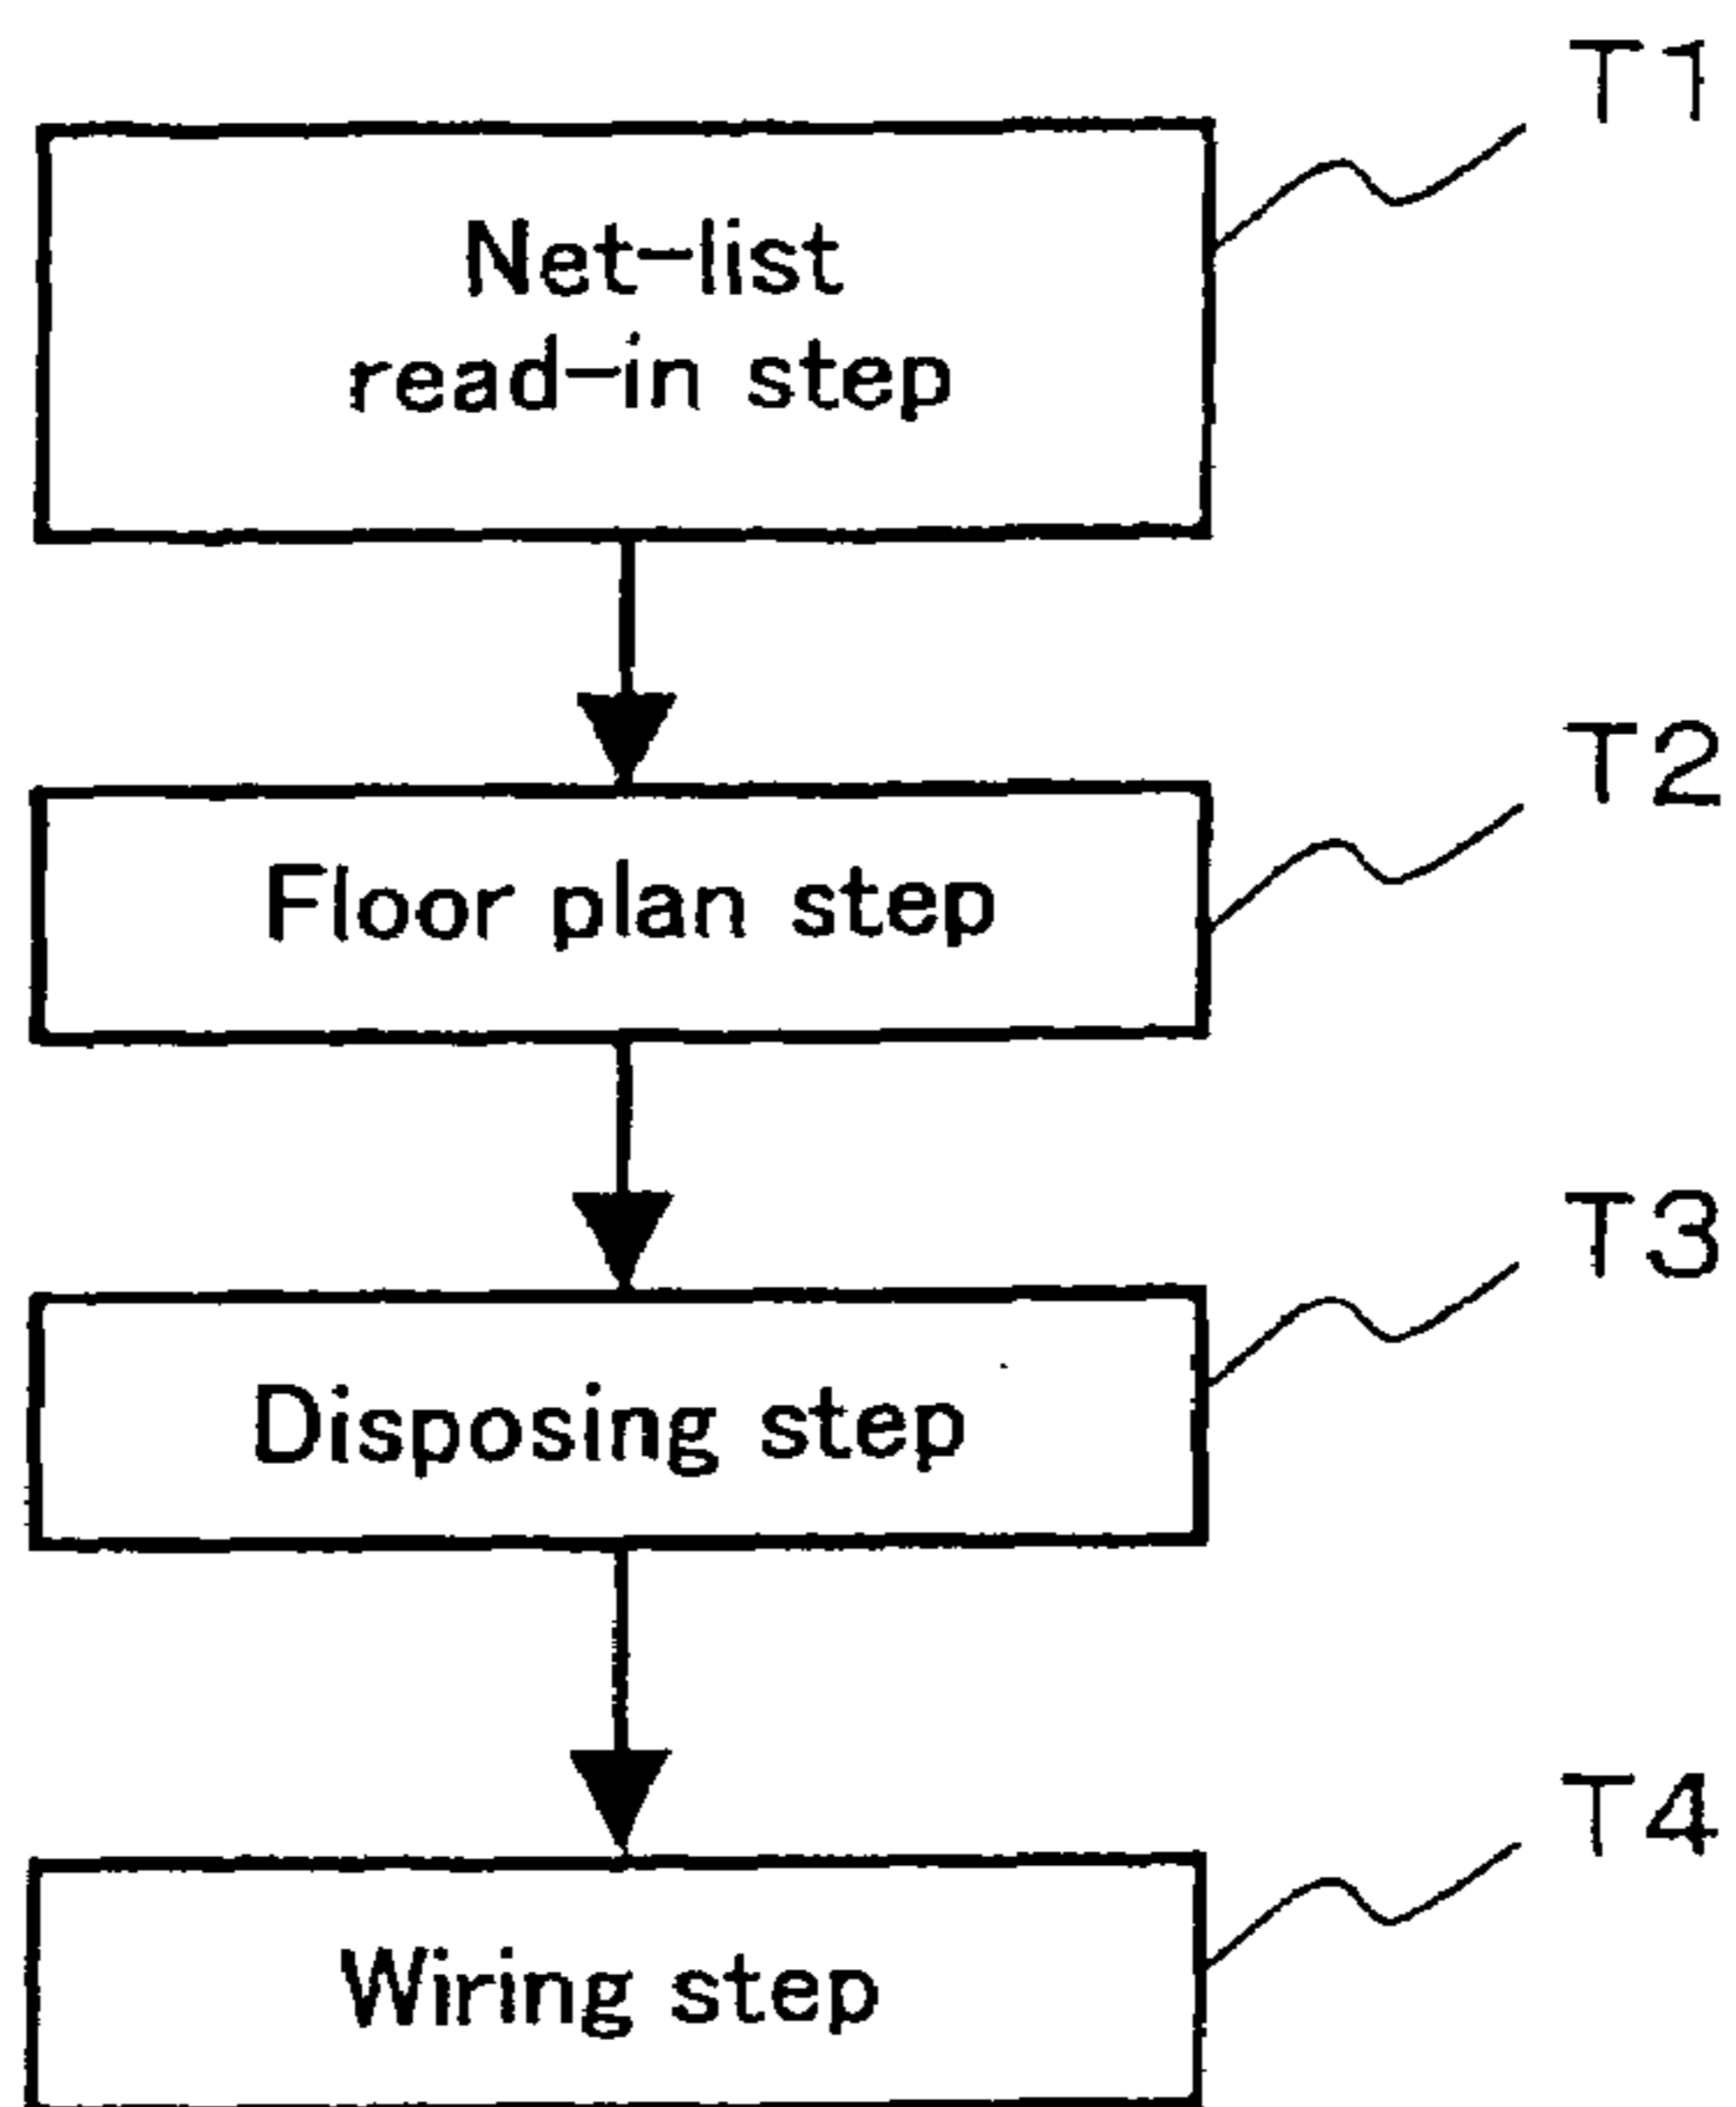 T1
Net-list
read-in step
T2
Floor plan step
T3
Disposing step
T4
Wiring step